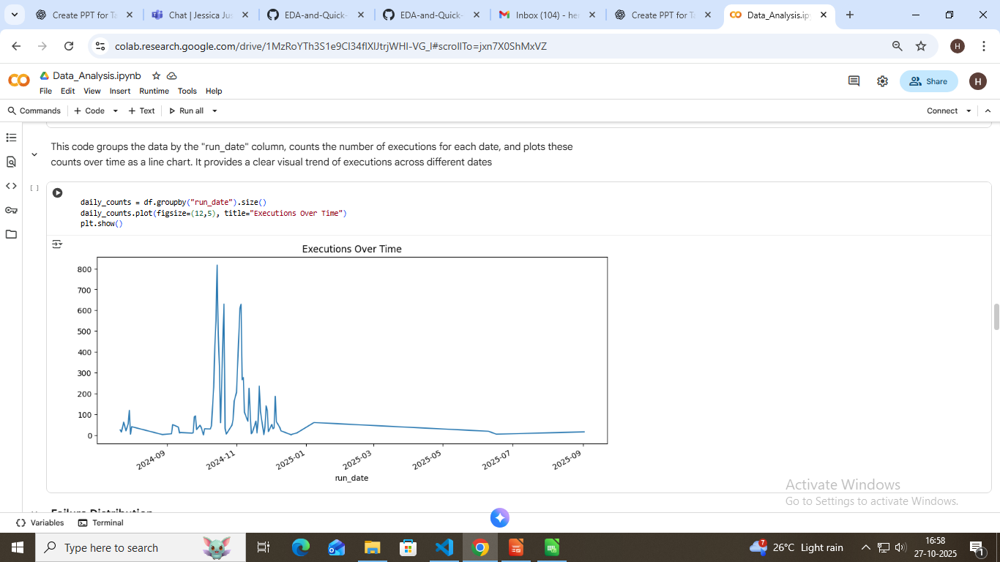 Create PPT for Ta
Chat | Jessica Jus
EDA-and-Quick-
EDA-and-Quick-
Inbox (104) - he
Create PPT for Ta
Data_Analysis.ip
colab.research.google.com/drive/1MzRoYTh3S1e9Cl34flXlJtrjWHI-VG_I#scrollTo=jxn7X0ShMxVZ
H
CO
Data_Analysis.ipynb
File Edit View Insert Runtime Tools Help
Share
H
Commands + Code + Text Run all
Connect
This code groups the data by the "run_date" column, counts the number of executions for each date, and plots these
counts over time as a line chart. It provides a clear visual trend of executions across different dates
[ ]
daily_counts = df.groupby("run_date").size()
daily_counts.plot(figsize=(12,5), title="Executions Over Time")
plt.show()
Executions Over Time
800
700
600
500
400
300
200
100
0
2024-09
2024-11
2025-01
2025-03
2025-05
2025-07
2025-09
run_date
Activate Windows
Go to Settings to activate Windows.
Failure Distribution
Variables Terminal
Type here to search
7
26°C Light rain
16:58
27-10-2025
1